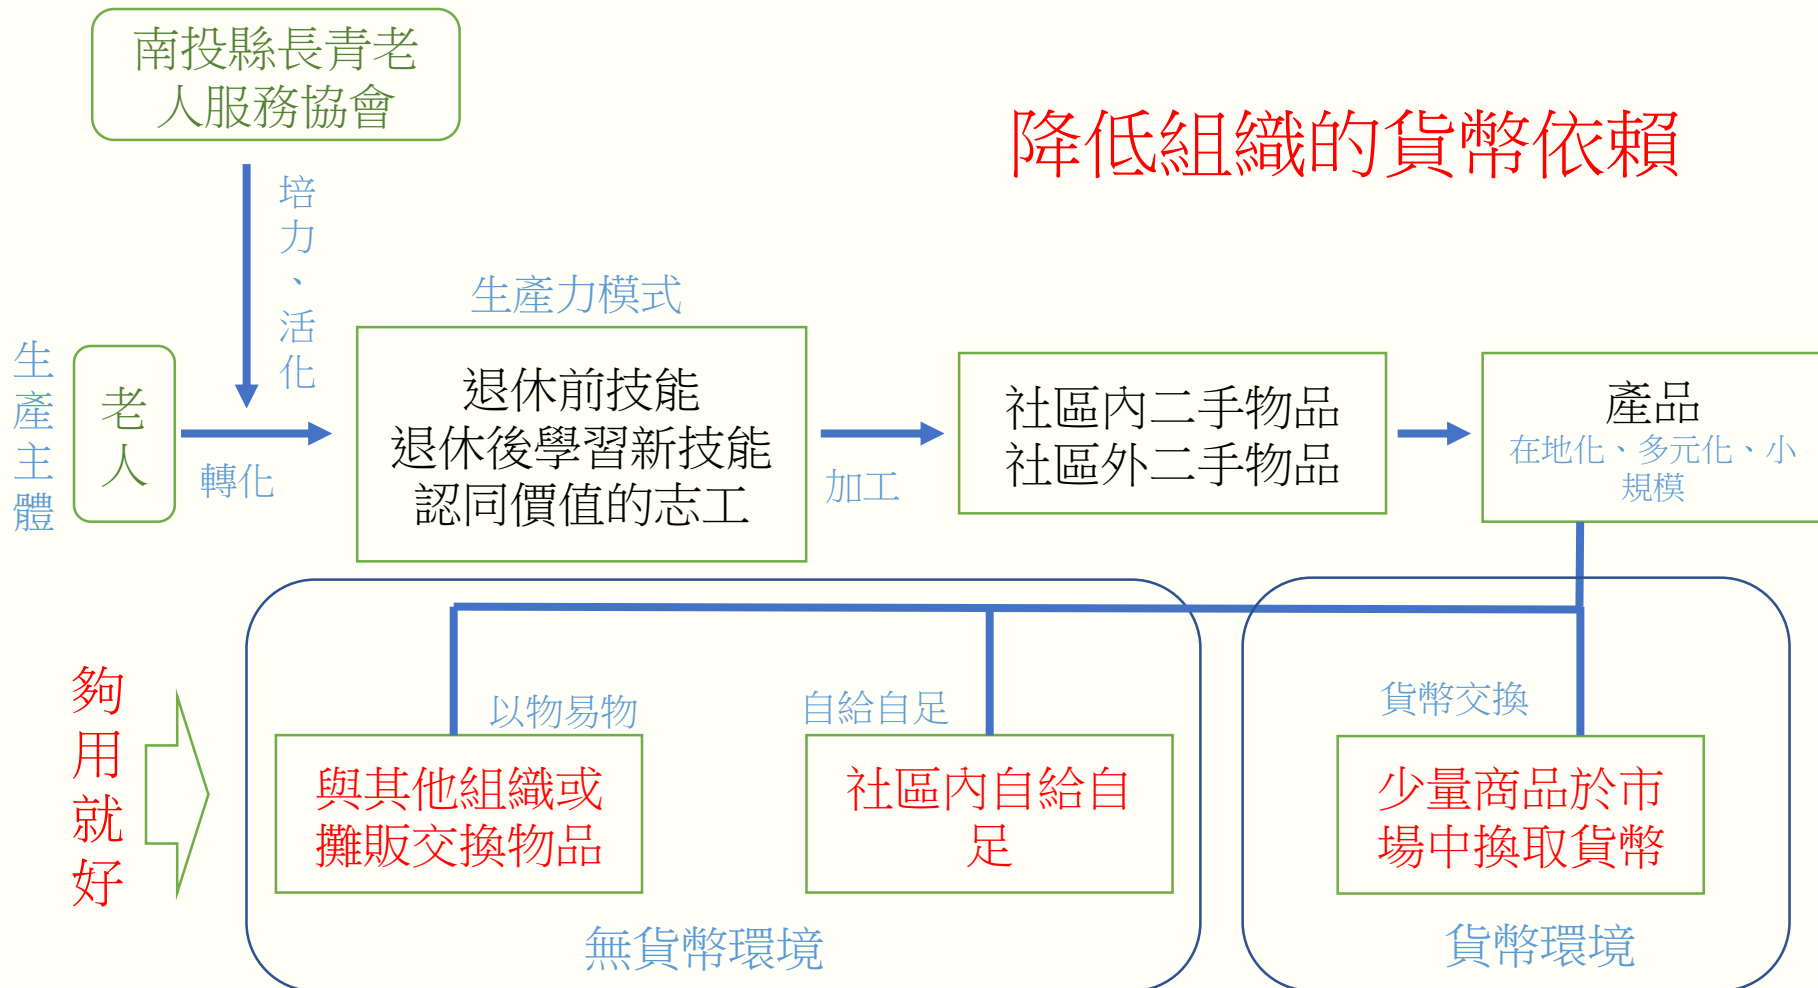 南投縣長青老
人服務協會
降低組織的貨幣依賴
培力、活化
生產力模式
生產主體
老人
轉化
退休前技能
退休後學習新技能
認同價值的志工
加工
社區內二手物品
社區外二手物品
產品
在地化、多元化、小
規模
夠用就好
以物易物
與其他組織或
攤販交換物品
自給自足
社區內自給自
足
貨幣交換
少量商品於市
場中換取貨幣
無貨幣環境
貨幣環境